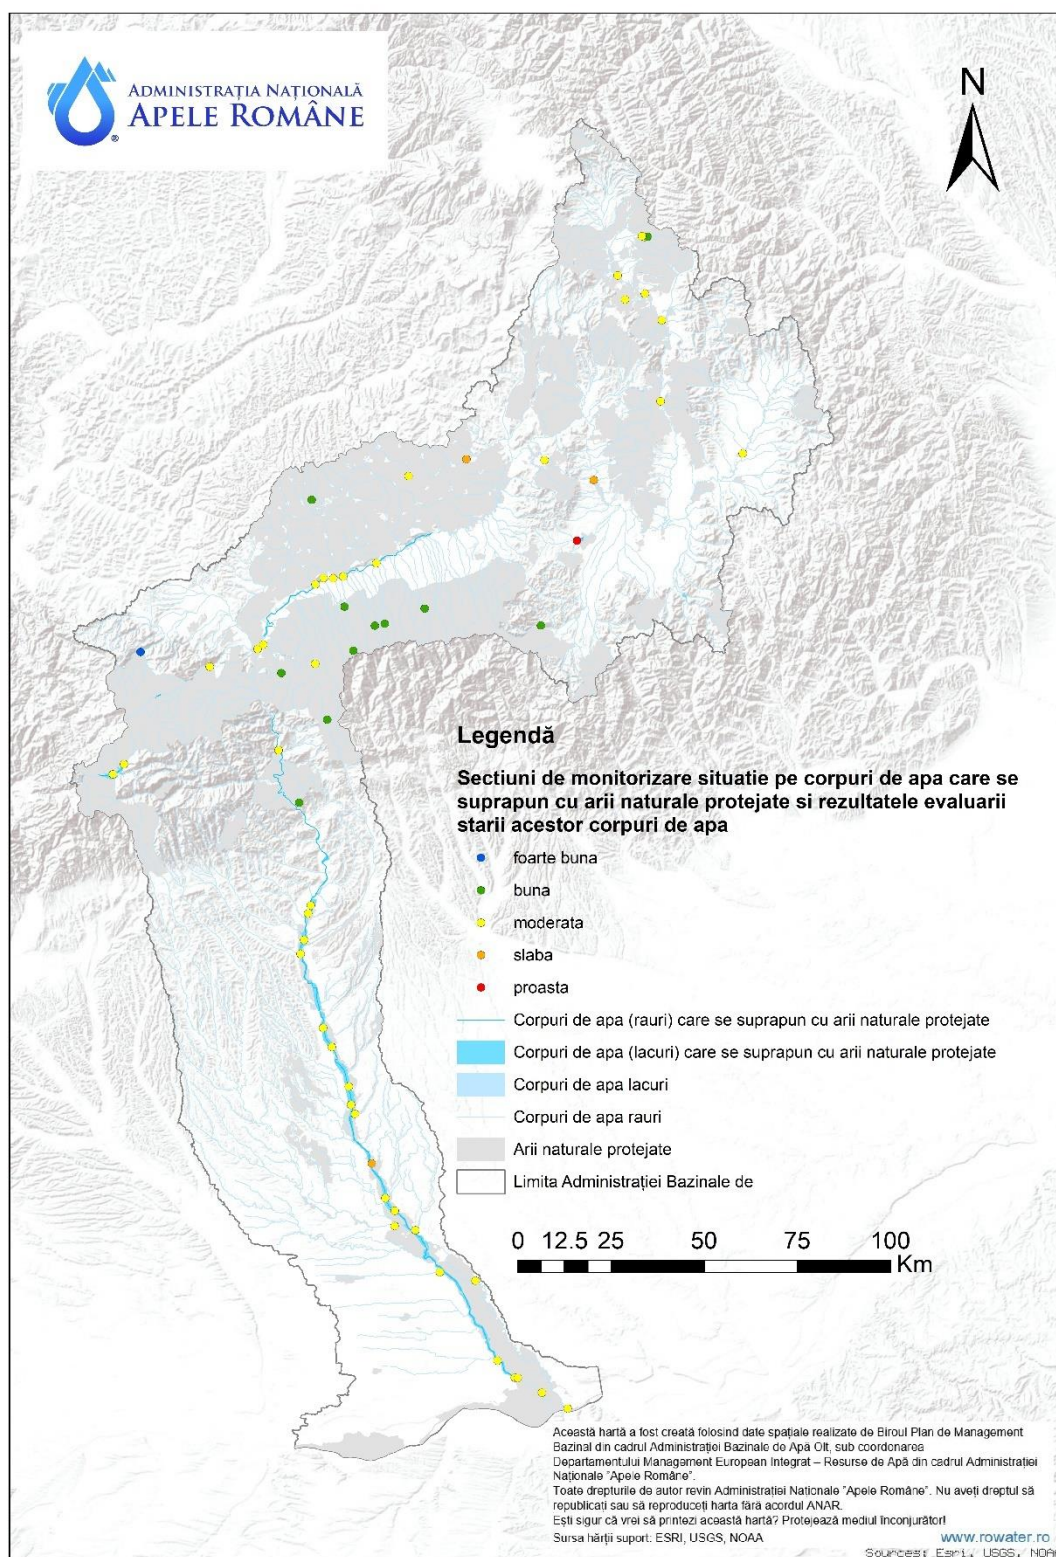 ADMINISTRAȚIA NAȚIONALĂ
APELE ROMÂNE
®
N
Legendă
Sectiuni de monitorizare situatie pe corpuri de apa care se
suprapun cu arii naturale protejate si rezultatele evaluarii
starii acestor corpuri de apa
foarte buna
buna
moderata
slaba
proasta
Corpuri de apa (rauri) care se suprapun cu arii naturale protejate
Corpuri de apa (lacuri) care se suprapun cu arii naturale protejate
Corpuri de apa lacuri
Corpuri de apa rauri
Arii naturale protejate
Limita Administrației Bazinale de
0 12.5 25 50 75 100
Km
Această hartă a fost creată folosind date spațiale realizate de Biroul Plan de Management
Bazinal din cadrul Administrației Bazinale de Apă Olt, sub coordonarea
Departamentului Management European Integrat – Resurse de Apă din cadrul Administrației
Naționale "Apele Române".
Toate drepturile de autor revin Administrației Naționale "Apele Române". Nu aveți dreptul să
republicați sau să reproduceți harta fără acordul ANAR.
Ești sigur că vrei să printezi această hartă? Protejează mediul înconjurător!
Sursa hărții suport: ESRI, USGS, NOAA
www.rowater.ro
Sources: Esri, USGS, NOAA